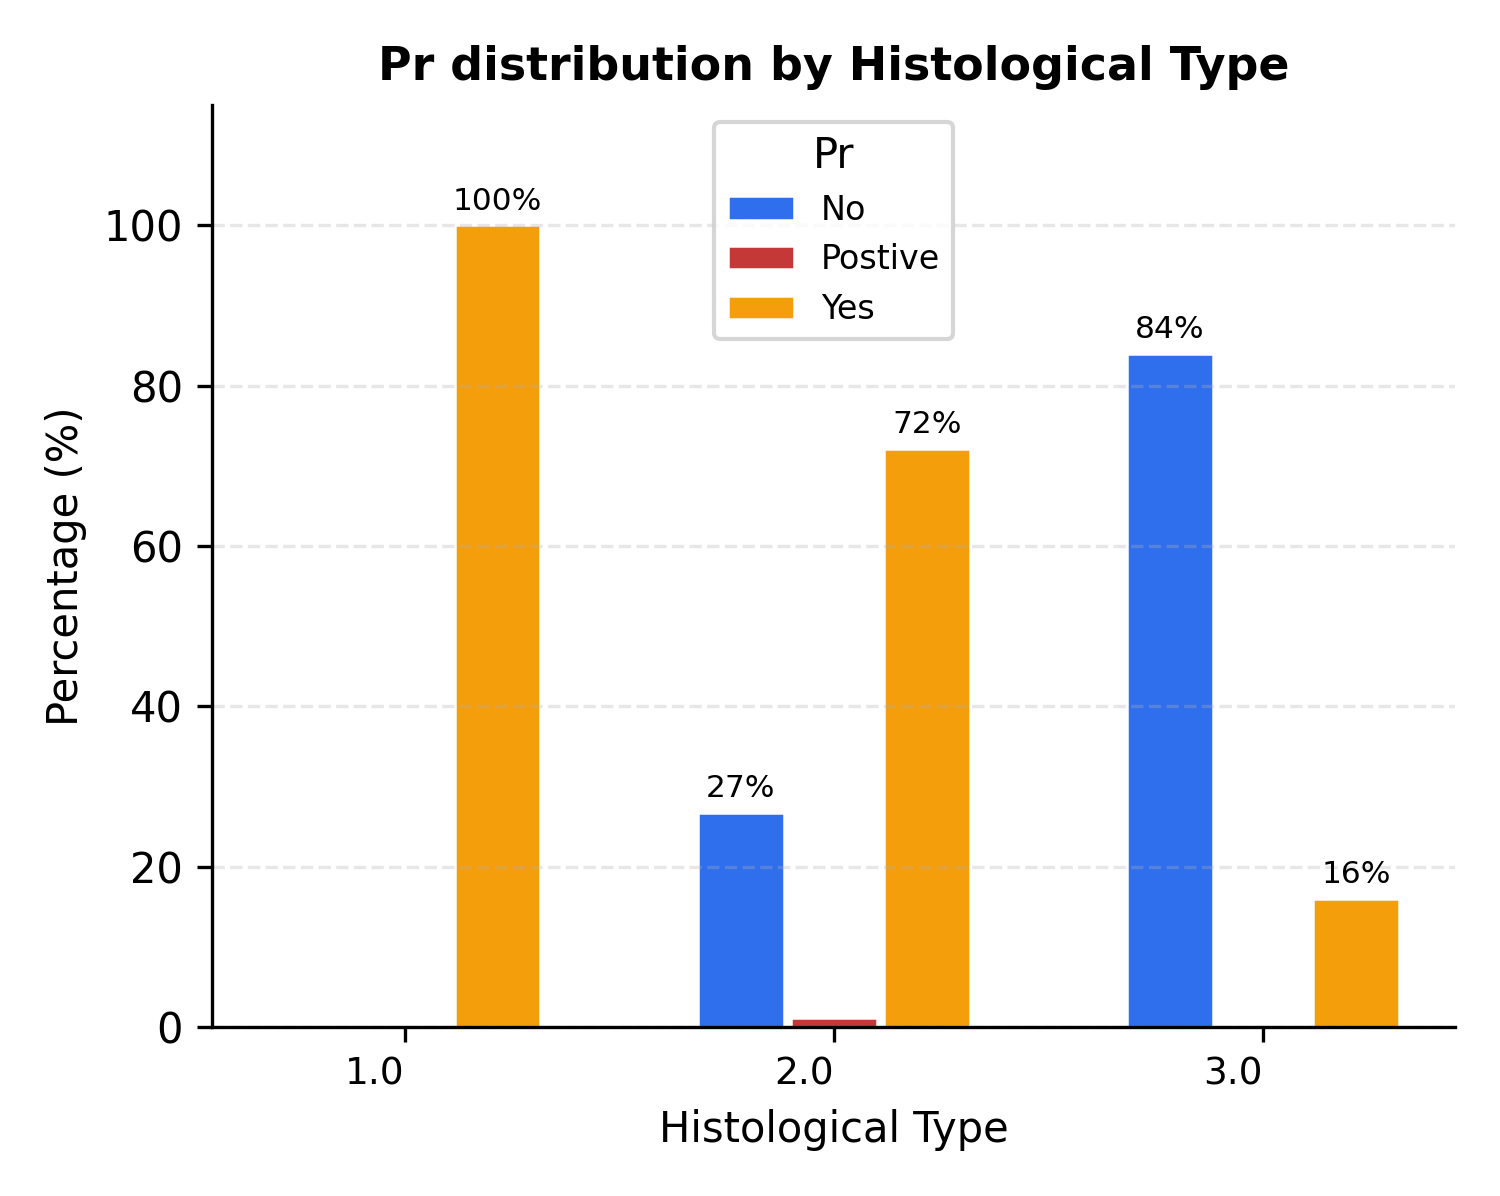 Pr distribution by Histological Type
Pr
No
Postive
Yes
100%
84%
72%
27%
16%
100
80
60
40
20
0
Percentage (%)
1.0
2.0
3.0
Histological Type